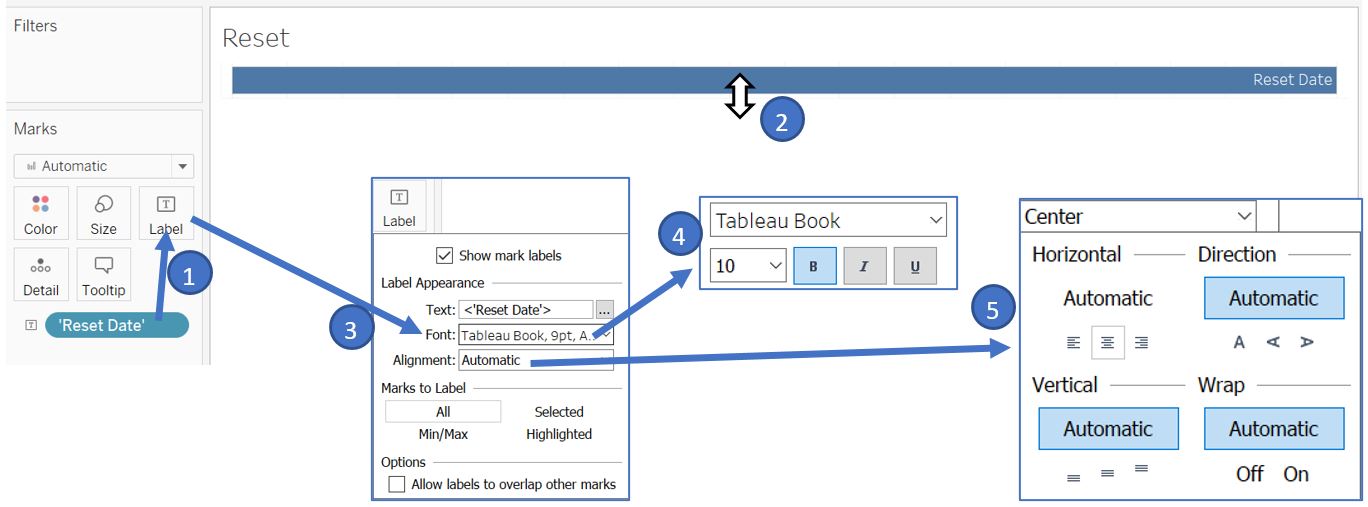 Filters
Marks
Automatic
Color Size Label
Detail Tooltip
1
T 'Reset Date'
Reset
Reset Date
2
T
Label
Show mark labels
Label Appearance
Text: <'Reset Date'> ...
3
Font: Tableau Book, 9pt, A...
Alignment: Automatic
Marks to Label
All Selected
Min/Max Highlighted
Options
Allow labels to overlap other marks
4
Tableau Book
10 B I U
5
Center
Horizontal Direction
Automatic Automatic
A A A
Vertical Wrap
Automatic Automatic
Off On